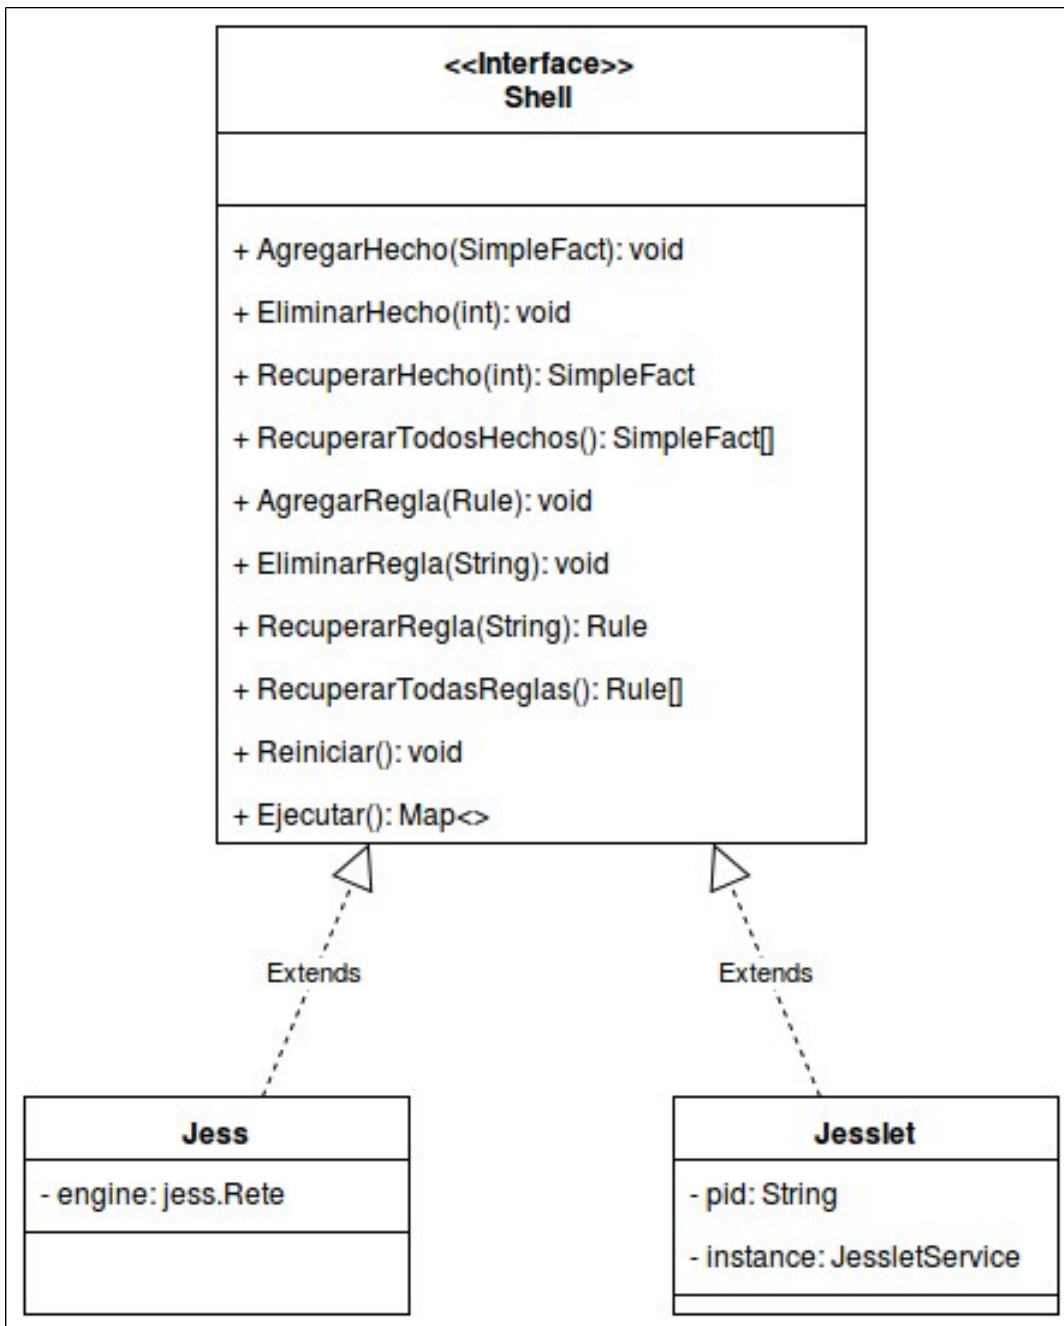 <<Interface>>
Shell
+ AgregarHecho(SimpleFact): void
+ EliminarHecho(int): void
+ RecuperarHecho(int): SimpleFact
+ RecuperarTodosHechos(): SimpleFact[]
+ AgregarRegla(Rule): void
+ EliminarRegla(String): void
+ RecuperarRegla(String): Rule
+ RecuperarTodasReglas(): Rule[]
+ Reiniciar(): void
+ Ejecutar(): Map<>
Extends
Extends
Jess
- engine: jess.Rete
Jesslet
- pid: String
- instance: JessletService